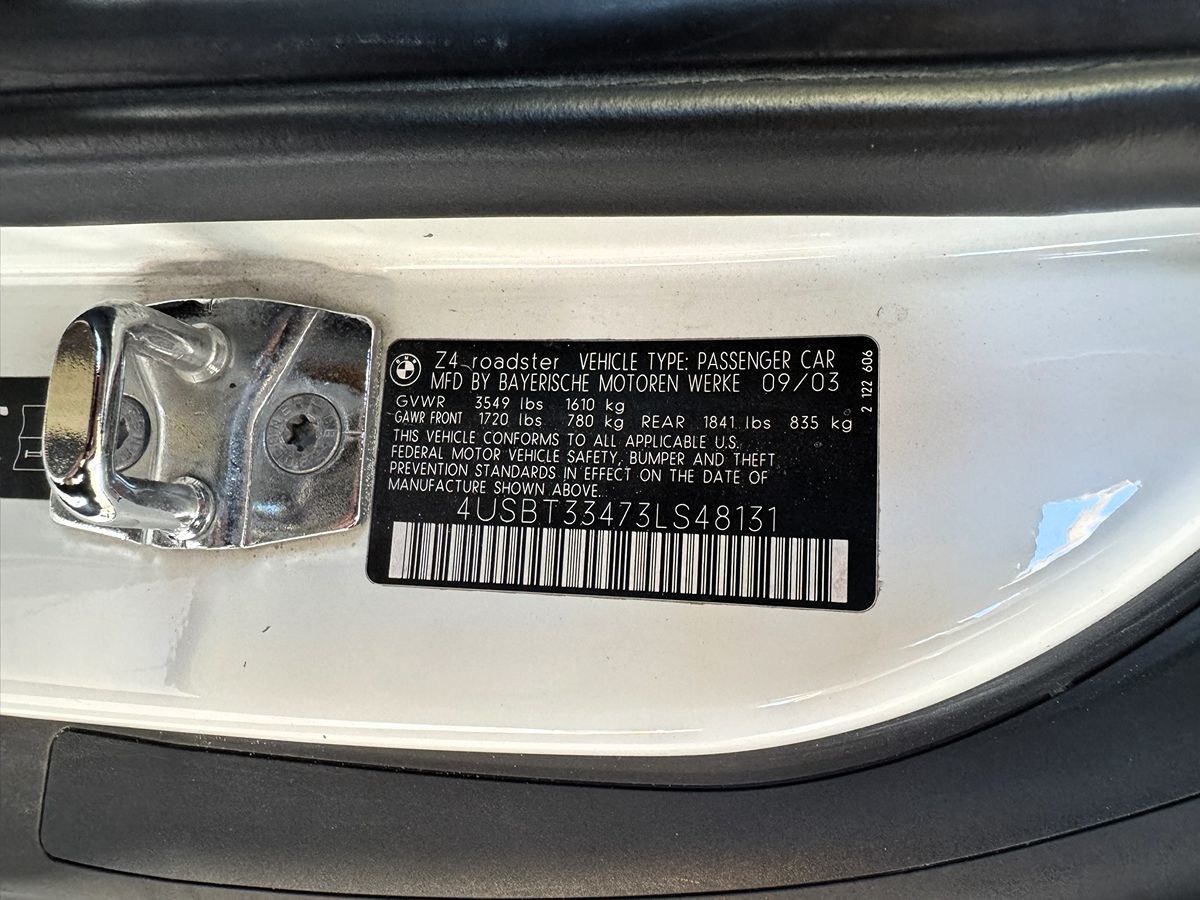 Z4 roadster VEHICLE TYPE: PASSENGER CAR
MFD BY BAYERISCHE MOTOREN WERKE 09/03
GVWR 3549 lbs 1610 kg
GAWR FRONT 1720 lbs 780 kg REAR 1841 lbs 835 kg
THIS VEHICLE CONFORMS TO ALL APPLICABLE U.S.
FEDERAL MOTOR VEHICLE SAFETY, BUMPER AND THEFT
PREVENTION STANDARDS IN EFFECT ON THE DATE OF
MANUFACTURE SHOWN ABOVE.
4USBT33473LS48131
2 122 606